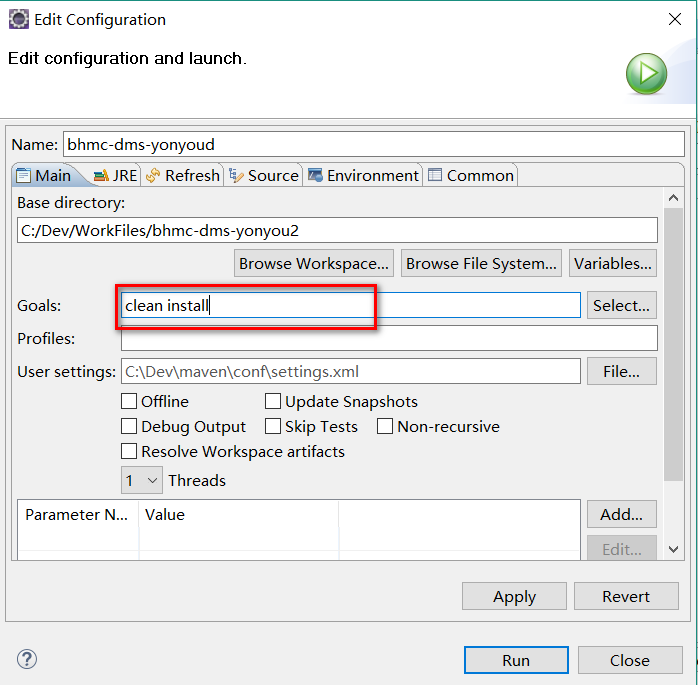 Edit Configuration
Edit configuration and launch.
Name: bhmc-dms-yonyoud
Main JRE Refresh Source Environment Common
Base directory:
C:/Dev/WorkFiles/bhmc-dms-yonyou2
Browse Workspace... Browse File System... Variables...
Goals: clean install Select...
Profiles:
User settings: C:\Dev\maven\conf\settings.xml File...
Offline Update Snapshots
Debug Output Skip Tests Non-recursive
Resolve Workspace artifacts
1 Threads
Parameter N... Value Add...
Edit...
Apply Revert
? Run Close